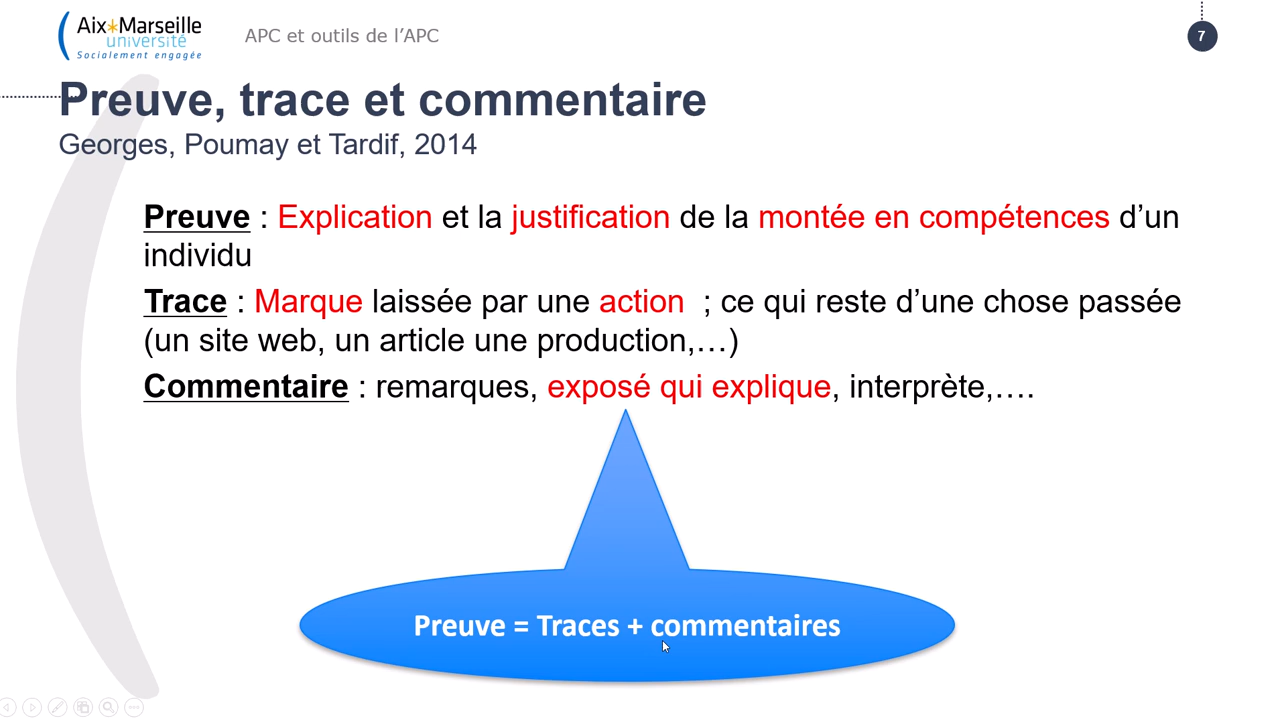 Aix*Marseille
université
Socialement engagée
APC et outils de l’APC
7
Preuve, trace et commentaire
Georges, Poumay et Tardif, 2014
Preuve : Explication et la justification de la montée en compétences d’un
individu
Trace : Marque laissée par une action ; ce qui reste d’une chose passée
(un site web, un article une production,…)
Commentaire : remarques, exposé qui explique, interprète,….
Preuve = Traces + commentaires